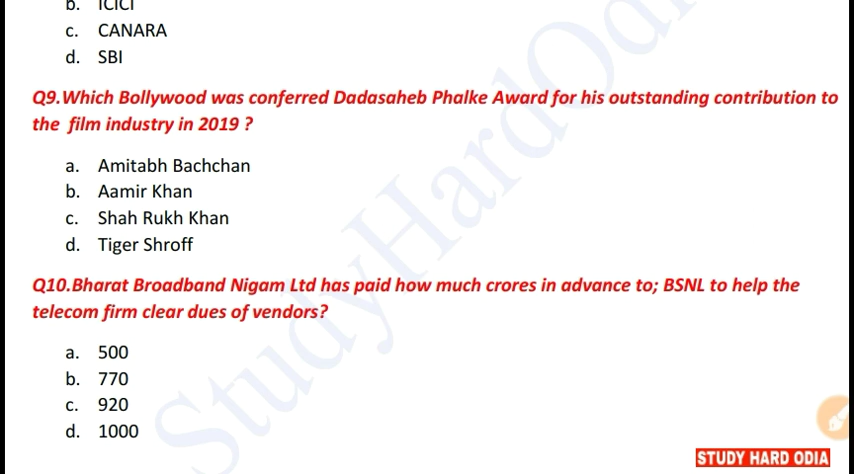 b. ICICI
c. CANARA
d. SBI
Q9.Which Bollywood was conferred Dadasaheb Phalke Award for his outstanding contribution to
the film industry in 2019 ?
a. Amitabh Bachchan
b. Aamir Khan
c. Shah Rukh Khan
d. Tiger Shroff
Q10.Bharat Broadband Nigam Ltd has paid how much crores in advance to; BSNL to help the
telecom firm clear dues of vendors?
a. 500
b. 770
c. 920
d. 1000
StudyHardOd
STUDY HARD ODIA